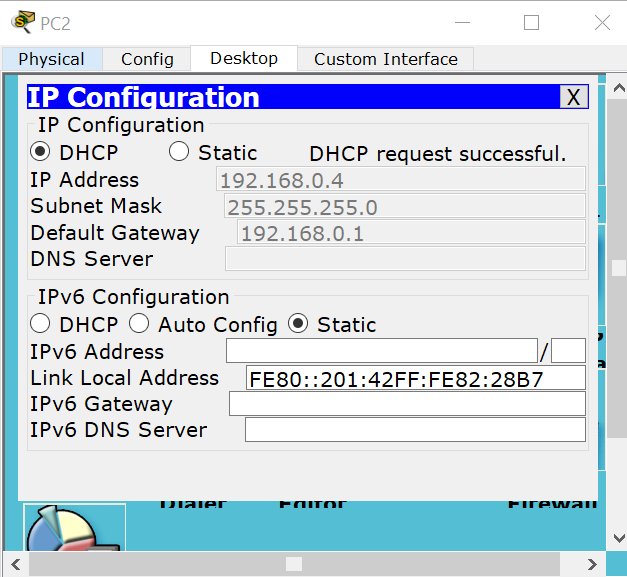 PC2
Physical Config Desktop Custom Interface
IP Configuration X
IP Configuration
DHCP Static DHCP request successful.
IP Address 192.168.0.4
Subnet Mask 255.255.255.0
Default Gateway 192.168.0.1
DNS Server
IPv6 Configuration
DHCP Auto Config Static
IPv6 Address /
Link Local Address FE80::201:42FF:FE82:28B7
IPv6 Gateway
IPv6 DNS Server
Dialer Editor Firewall